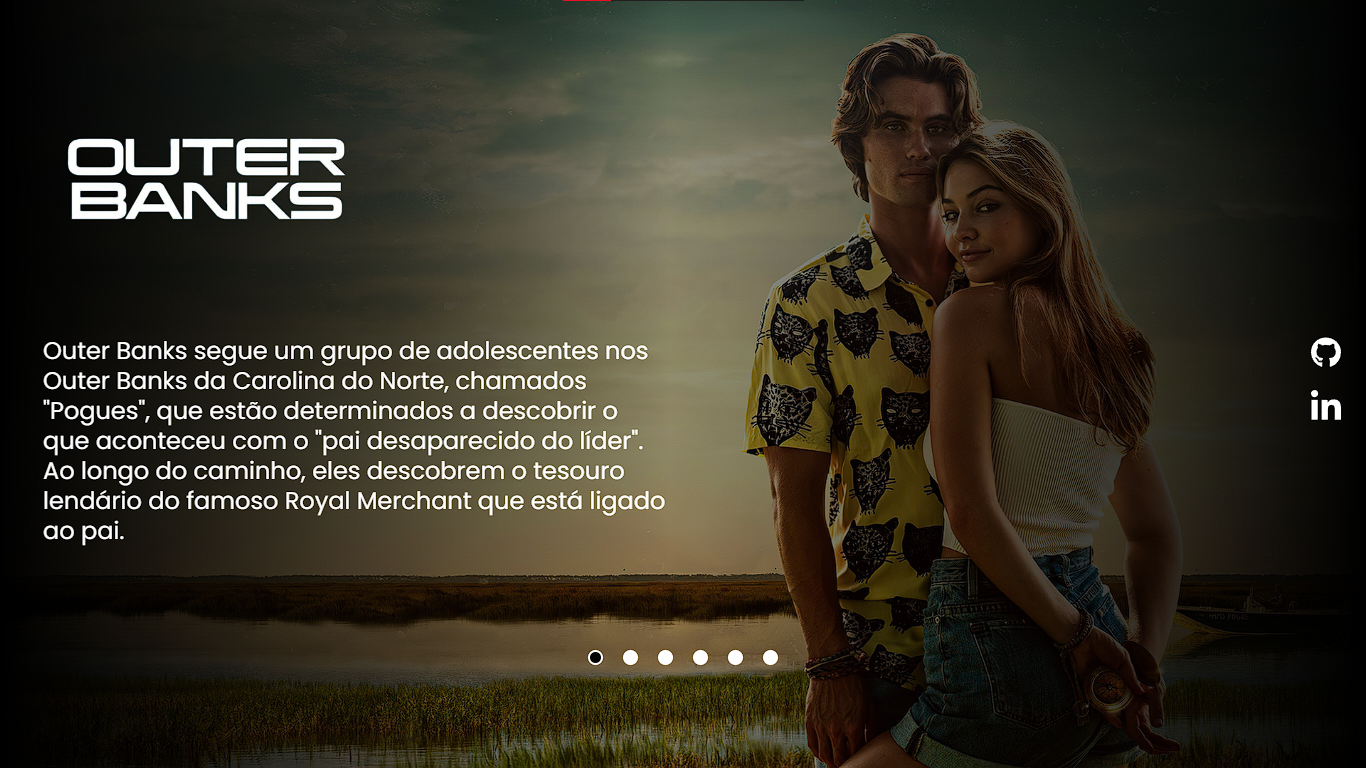 OUTER
BANKS
Outer Banks segue um grupo de adolescentes nos
Outer Banks da Carolina do Norte, chamados
"Pogues", que estão determinados a descobrir o
que aconteceu com o "pai desaparecido do líder".
Ao longo do caminho, eles descobrem o tesouro
lendário do famoso Royal Merchant que está ligado
ao pai.
in